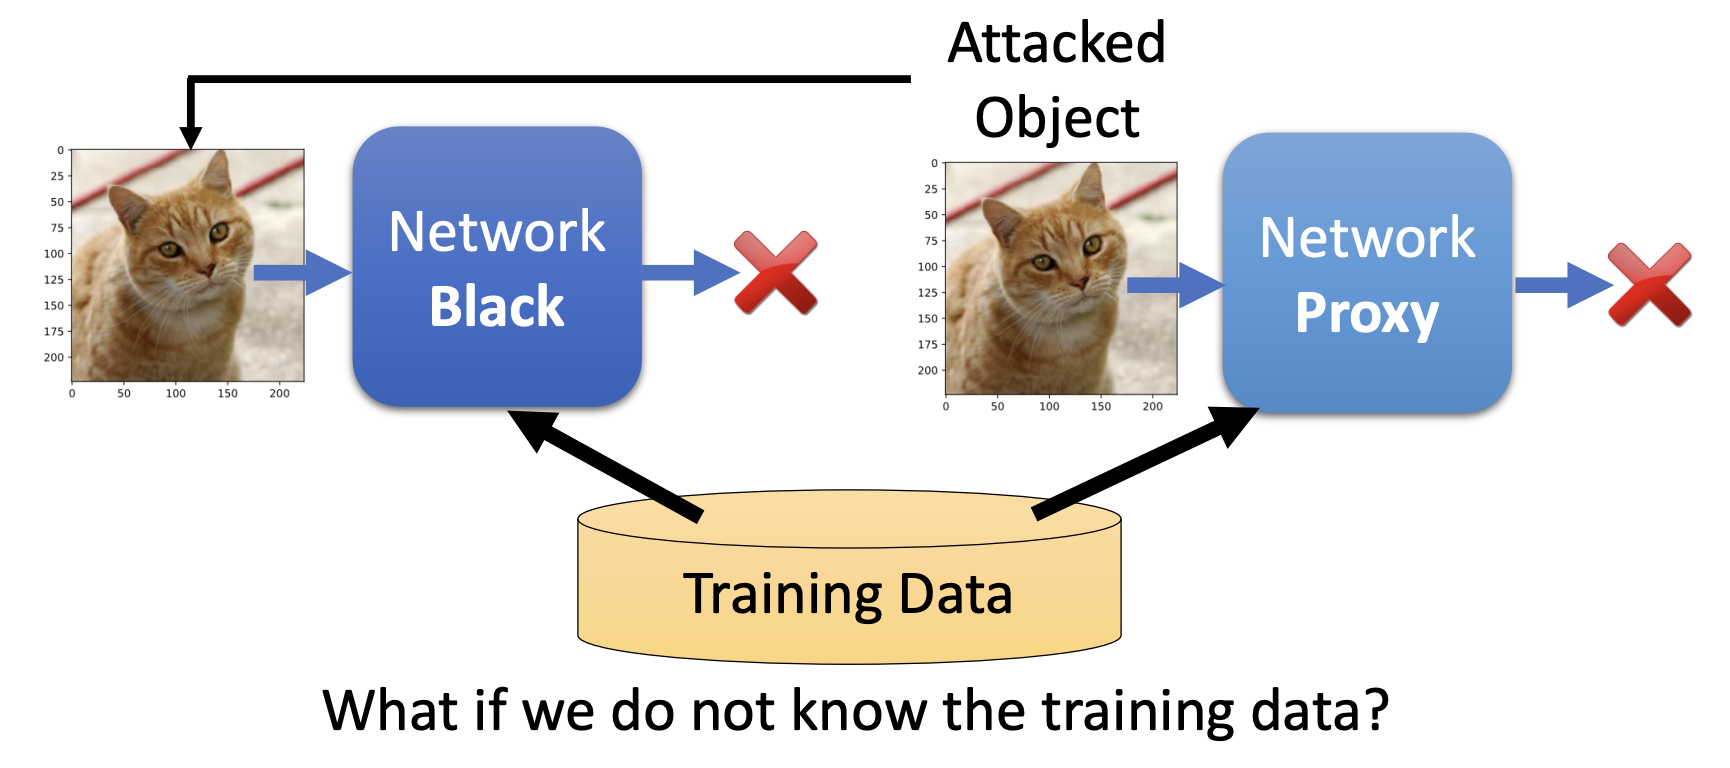 Attacked
Object
0
25
50
75
100
125
150
175
200
0 50 100 150 200
Network
Black
0
25
50
75
100
125
150
175
200
0 50 100 150 200
Network
Proxy
Training Data
What if we do not know the training data?